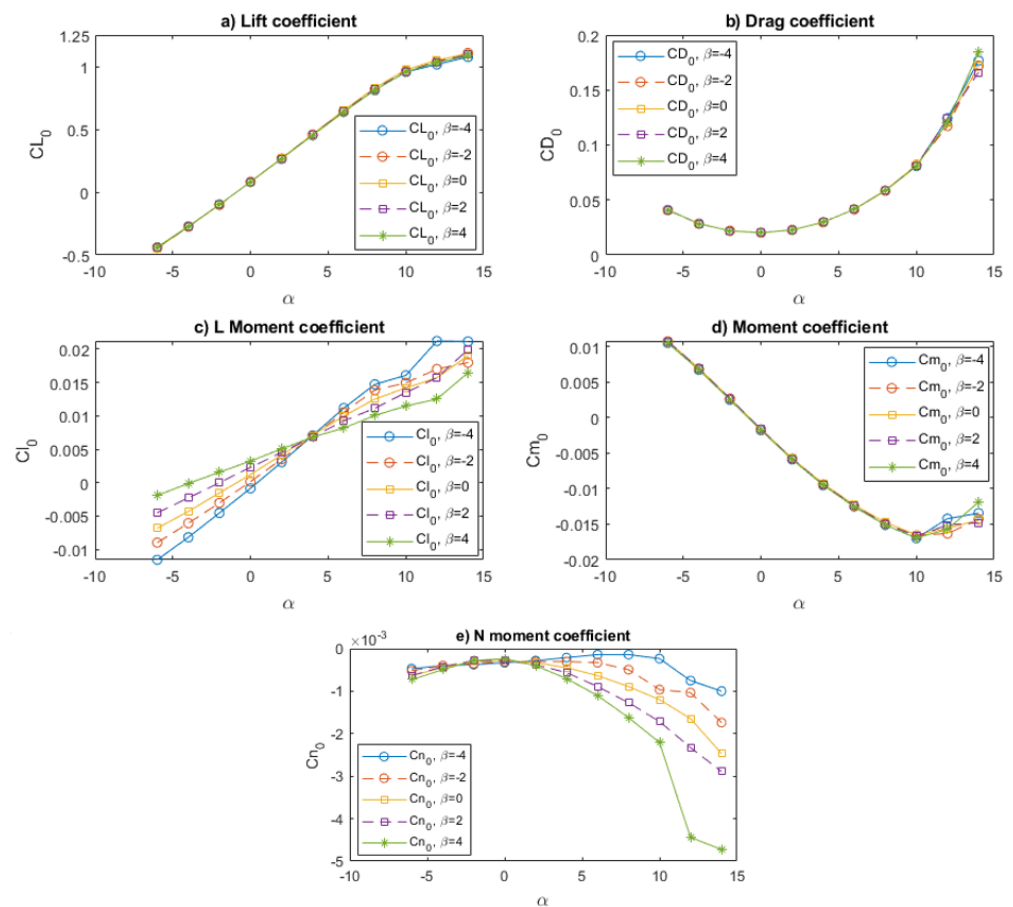 a) Lift coefficient
1.25
1
0.5
0
-0.5
CL0
-10
-5
0
5
10
15
α
CL0, β=-4
CL0, β=-2
CL0, β=0
CL0, β=2
CL0, β=4
b) Drag coefficient
0.2
0.15
0.1
0.05
0
CD0
-10
-5
0
5
10
15
α
CD0, β=-4
CD0, β=-2
CD0, β=0
CD0, β=2
CD0, β=4
c) L Moment coefficient
0.02
0.015
0.01
0.005
0
-0.005
-0.01
Cl0
-10
-5
0
5
10
15
α
Cl0, β=-4
Cl0, β=-2
Cl0, β=0
Cl0, β=2
Cl0, β=4
d) Moment coefficient
0.01
0.005
0
-0.005
-0.01
-0.015
-0.02
Cm0
-10
-5
0
5
10
15
α
Cm0, β=-4
Cm0, β=-2
Cm0, β=0
Cm0, β=2
Cm0, β=4
e) N moment coefficient
×10-3
0
-1
-2
-3
-4
-5
Cn0
-10
-5
0
5
10
15
α
Cn0, β=-4
Cn0, β=-2
Cn0, β=0
Cn0, β=2
Cn0, β=4